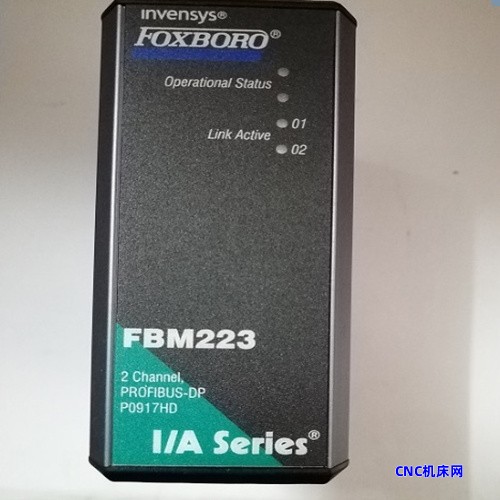 invensys®
FOXBORO®
Operational Status
01
Link Active
02
FBM223
2 Channel,
PROFIBUS-DP
P0917HD
I/A Series®
CNC机床网